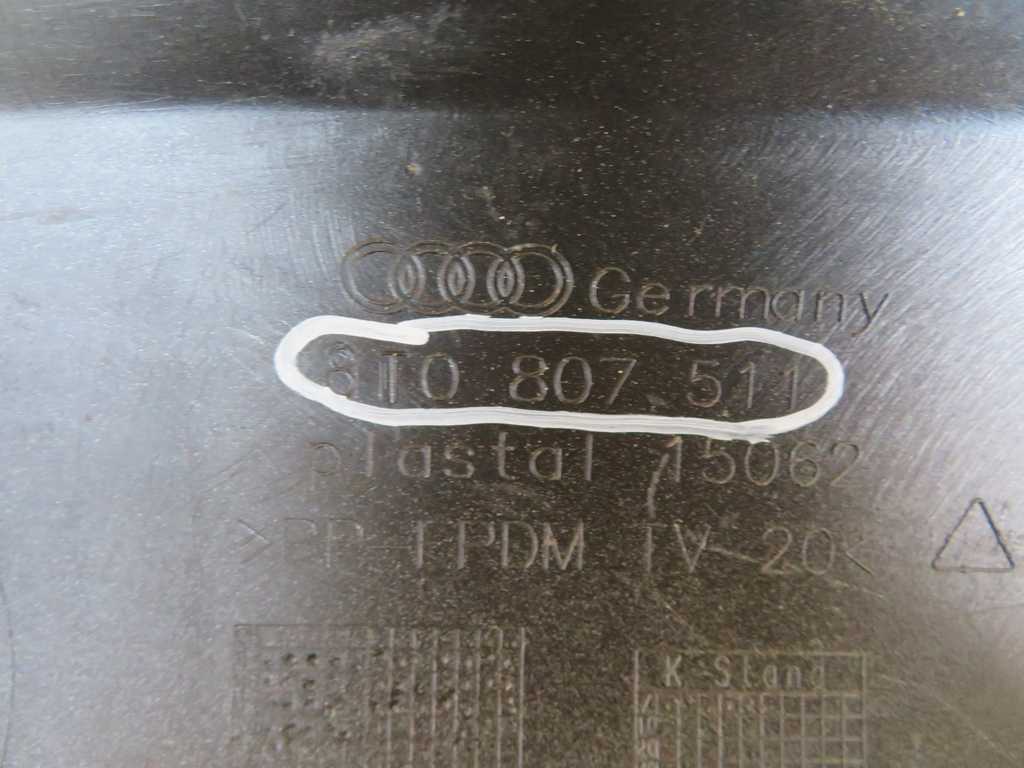 Germany
8T0 807 511
plastal 15062
>PP-EPDM TV-20<
K-Stand